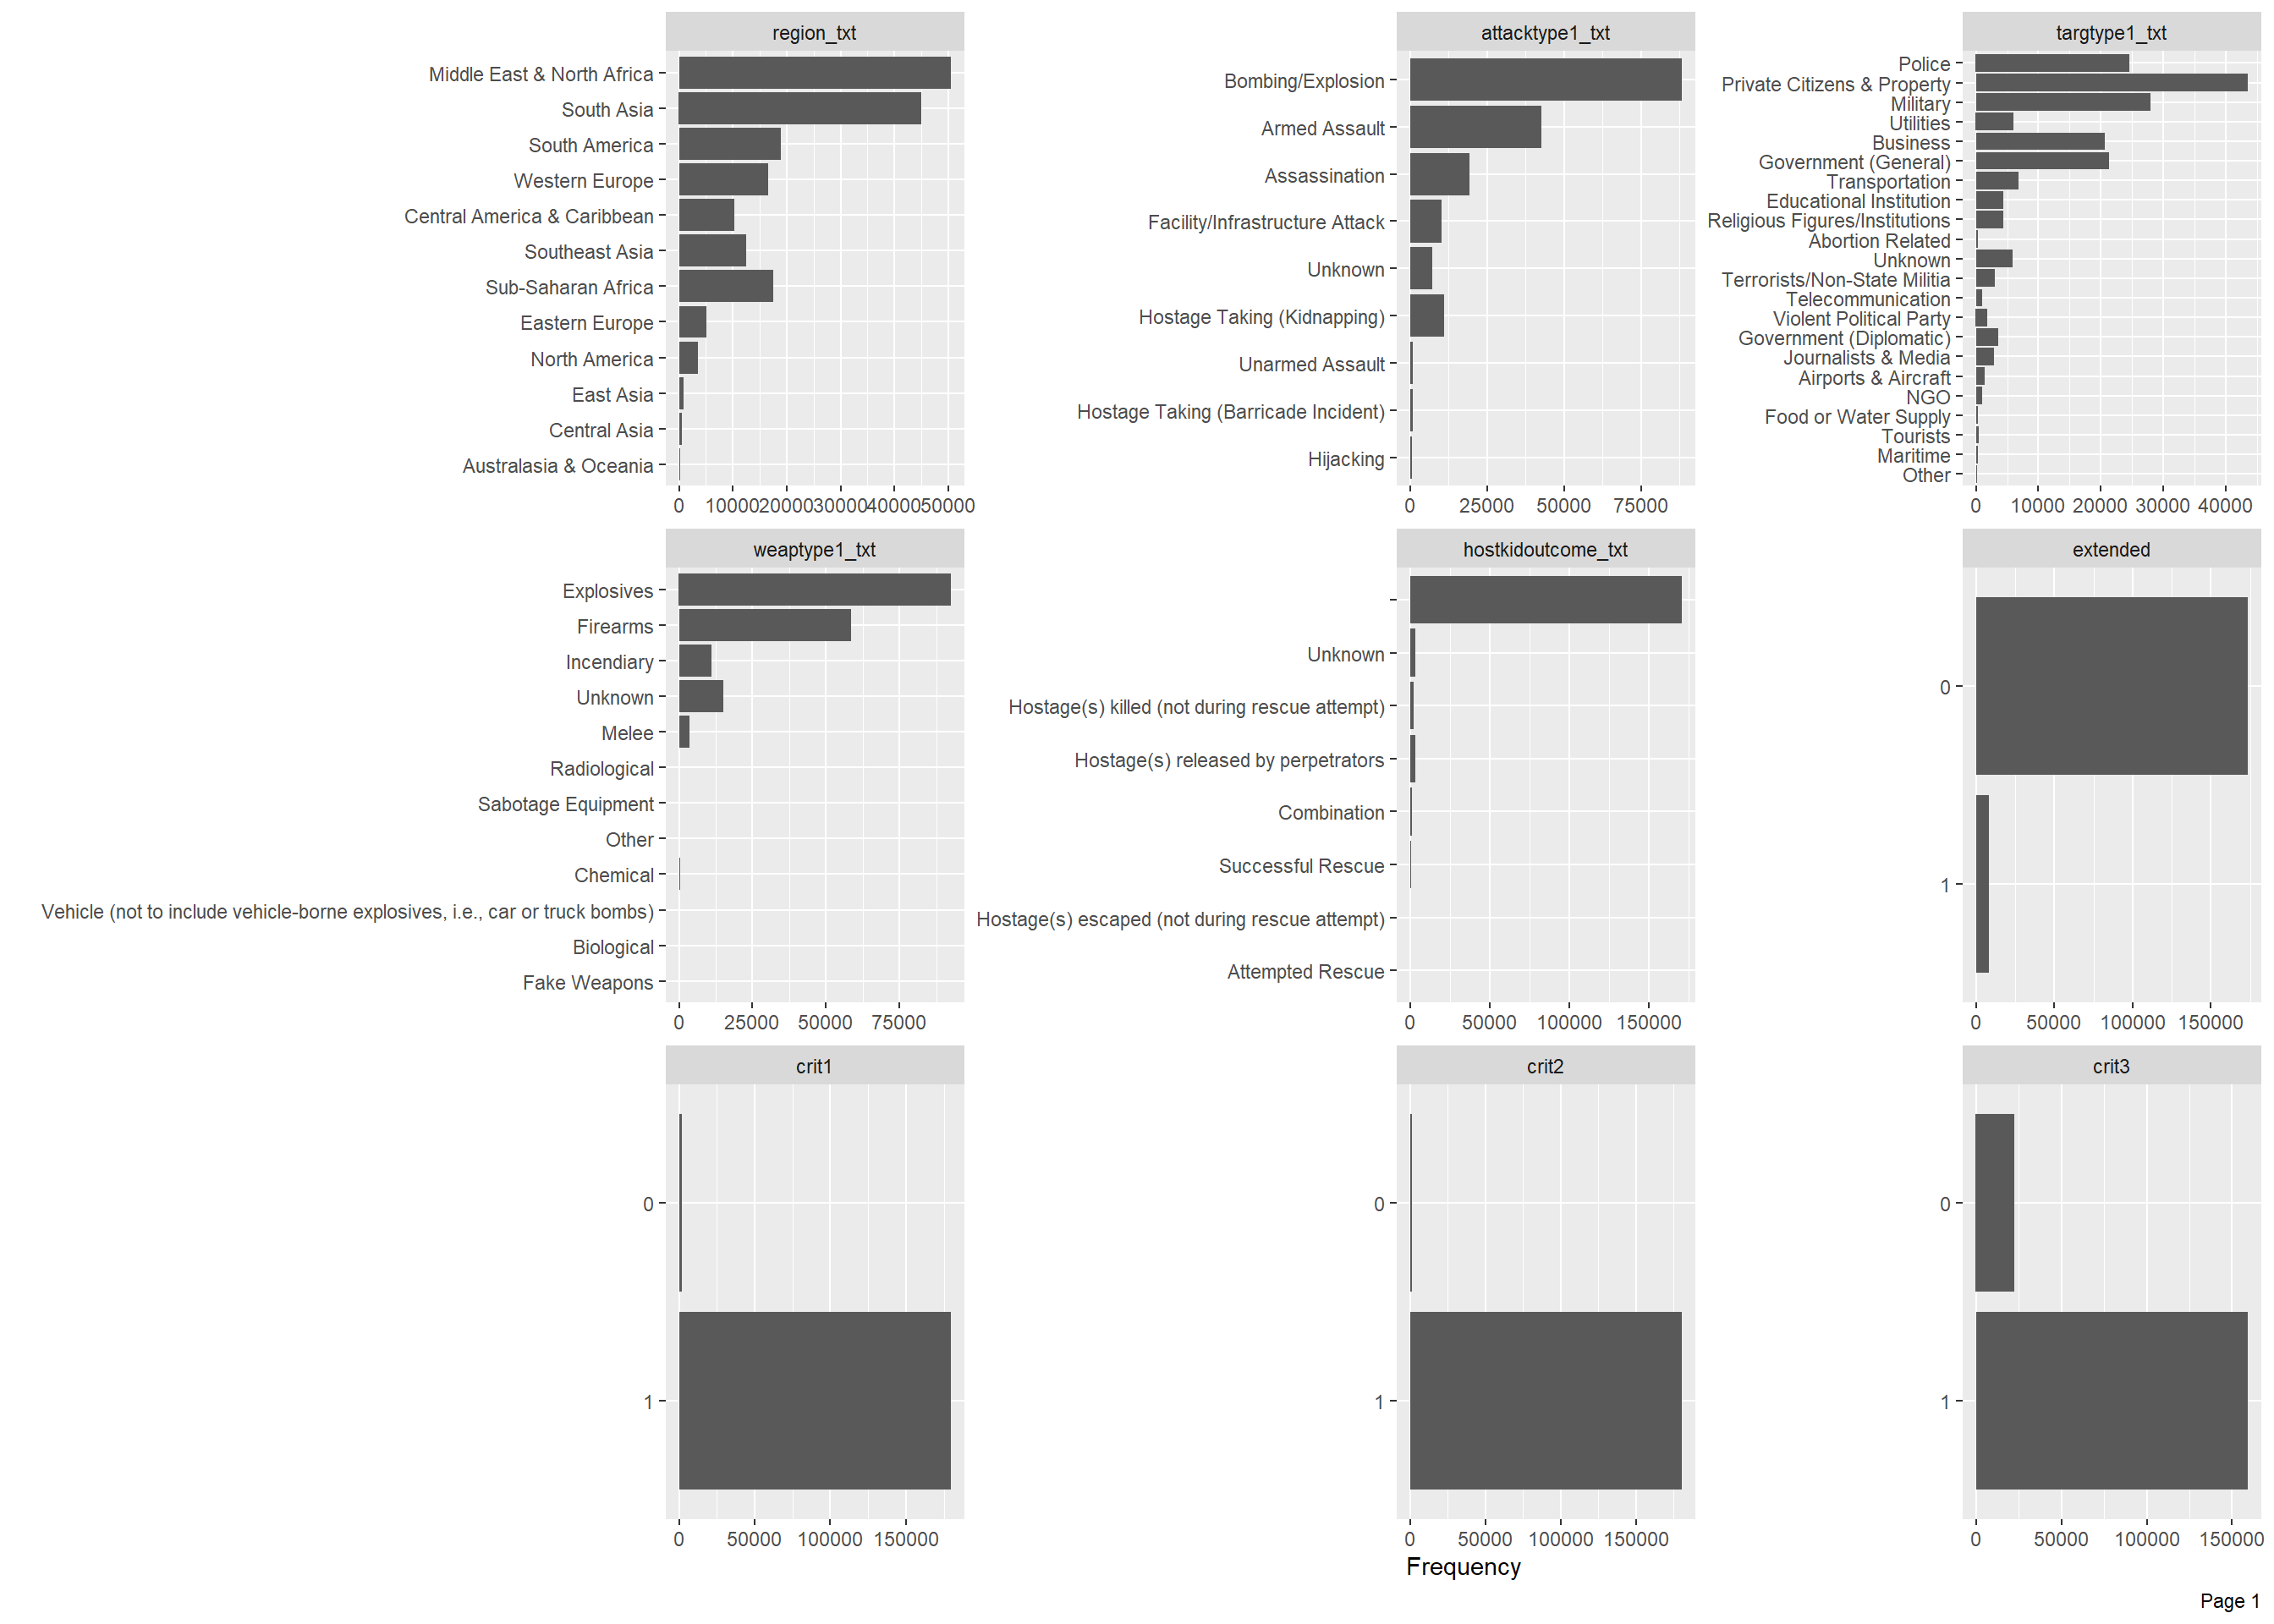 region_txt
Middle East & North Africa
South Asia
South America
Western Europe
Central America & Caribbean
Southeast Asia
Sub-Saharan Africa
Eastern Europe
North America
East Asia
Central Asia
Australasia & Oceania
0 10000 20000 30000 40000 50000
attacktype1_txt
Bombing/Explosion
Armed Assault
Assassination
Facility/Infrastructure Attack
Unknown
Hostage Taking (Kidnapping)
Unarmed Assault
Hostage Taking (Barricade Incident)
Hijacking
0 25000 50000 75000
targtype1_txt
Police
Private Citizens & Property
Military
Utilities
Business
Government (General)
Transportation
Educational Institution
Religious Figures/Institutions
Abortion Related
Unknown
Terrorists/Non-State Militia
Telecommunication
Violent Political Party
Government (Diplomatic)
Journalists & Media
Airports & Aircraft
NGO
Food or Water Supply
Tourists
Maritime
Other
0 10000 20000 30000 40000
weaptype1_txt
Explosives
Firearms
Incendiary
Unknown
Melee
Radiological
Sabotage Equipment
Other
Chemical
Vehicle (not to include vehicle-borne explosives, i.e., car or truck bombs)
Biological
Fake Weapons
0 25000 50000 75000
hostkidoutcome_txt
Unknown
Hostage(s) killed (not during rescue attempt)
Hostage(s) released by perpetrators
Combination
Successful Rescue
Hostage(s) escaped (not during rescue attempt)
Attempted Rescue
0 50000 100000 150000
extended
0
1
0 50000 100000 150000
crit1
0
1
0 50000 100000 150000
crit2
0
1
0 50000 100000 150000
crit3
0
1
0 50000 100000 150000
Frequency
Page 1